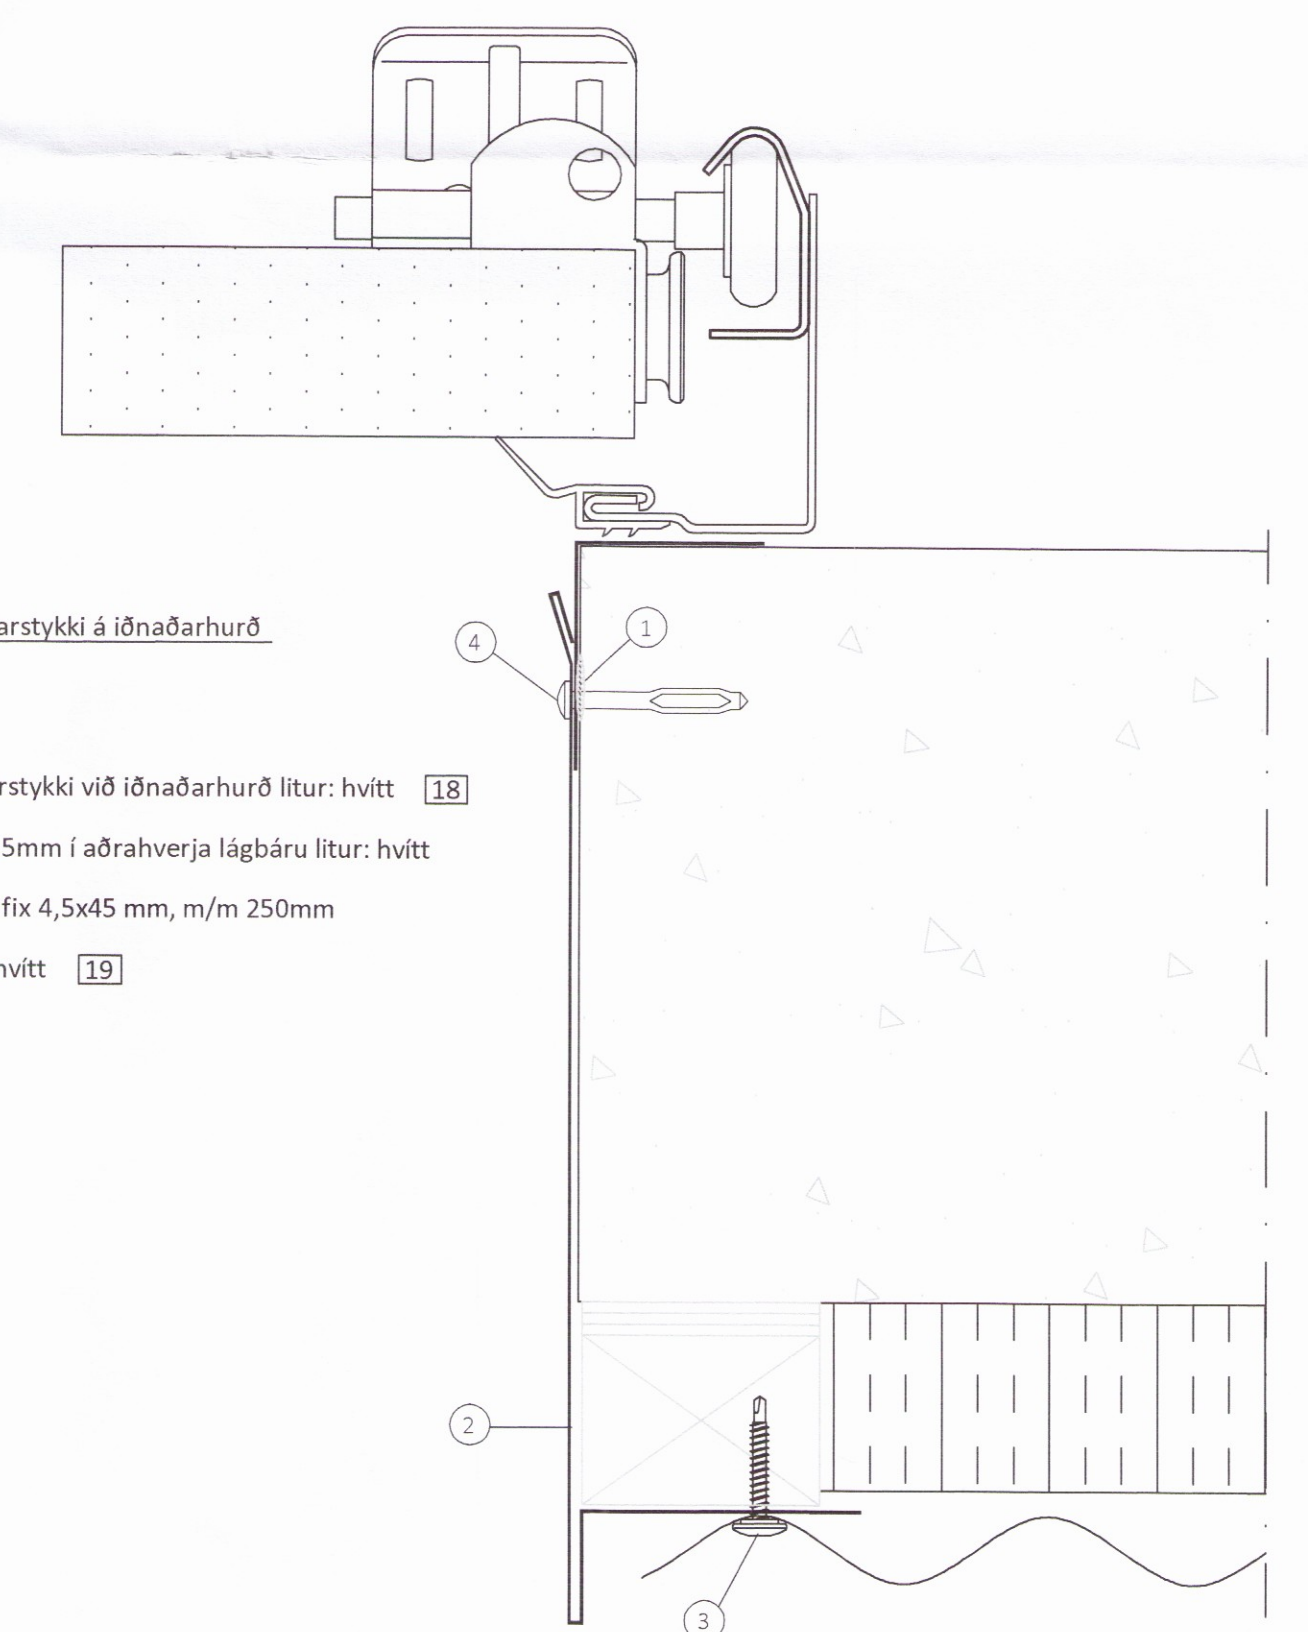 arstykki á iðnaðarhurð
4
1
rstykki við iðnaðarhurð litur: hvítt 18
5mm í aðrahverja lágbáru litur: hvítt
fix 4,5x45 mm, m/m 250mm
hvítt 19
2
3